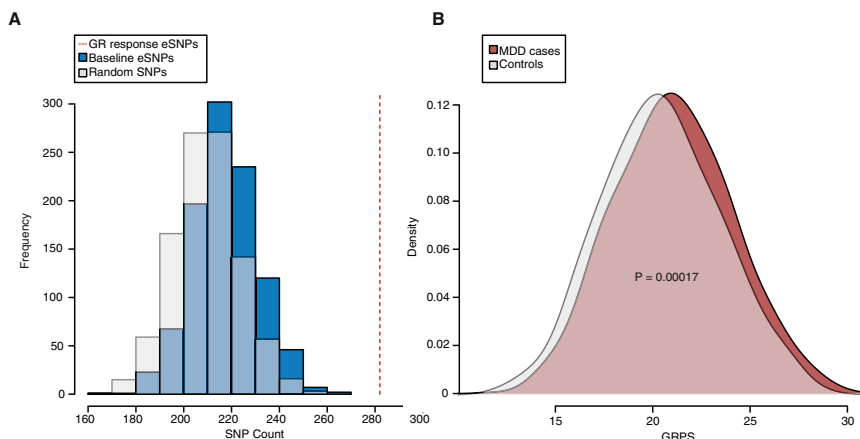 A
GR response eSNPs
Baseline eSNPs
Random SNPs
300
250
200
150
100
50
0
Frequency
160 200 220 240 260 280 300
SNP Count
B
MDD cases
Controls
0.12
0.10
0.08
0.06
0.04
0.02
0
Density
P = 0.00017
15 20 25 30
GRPS